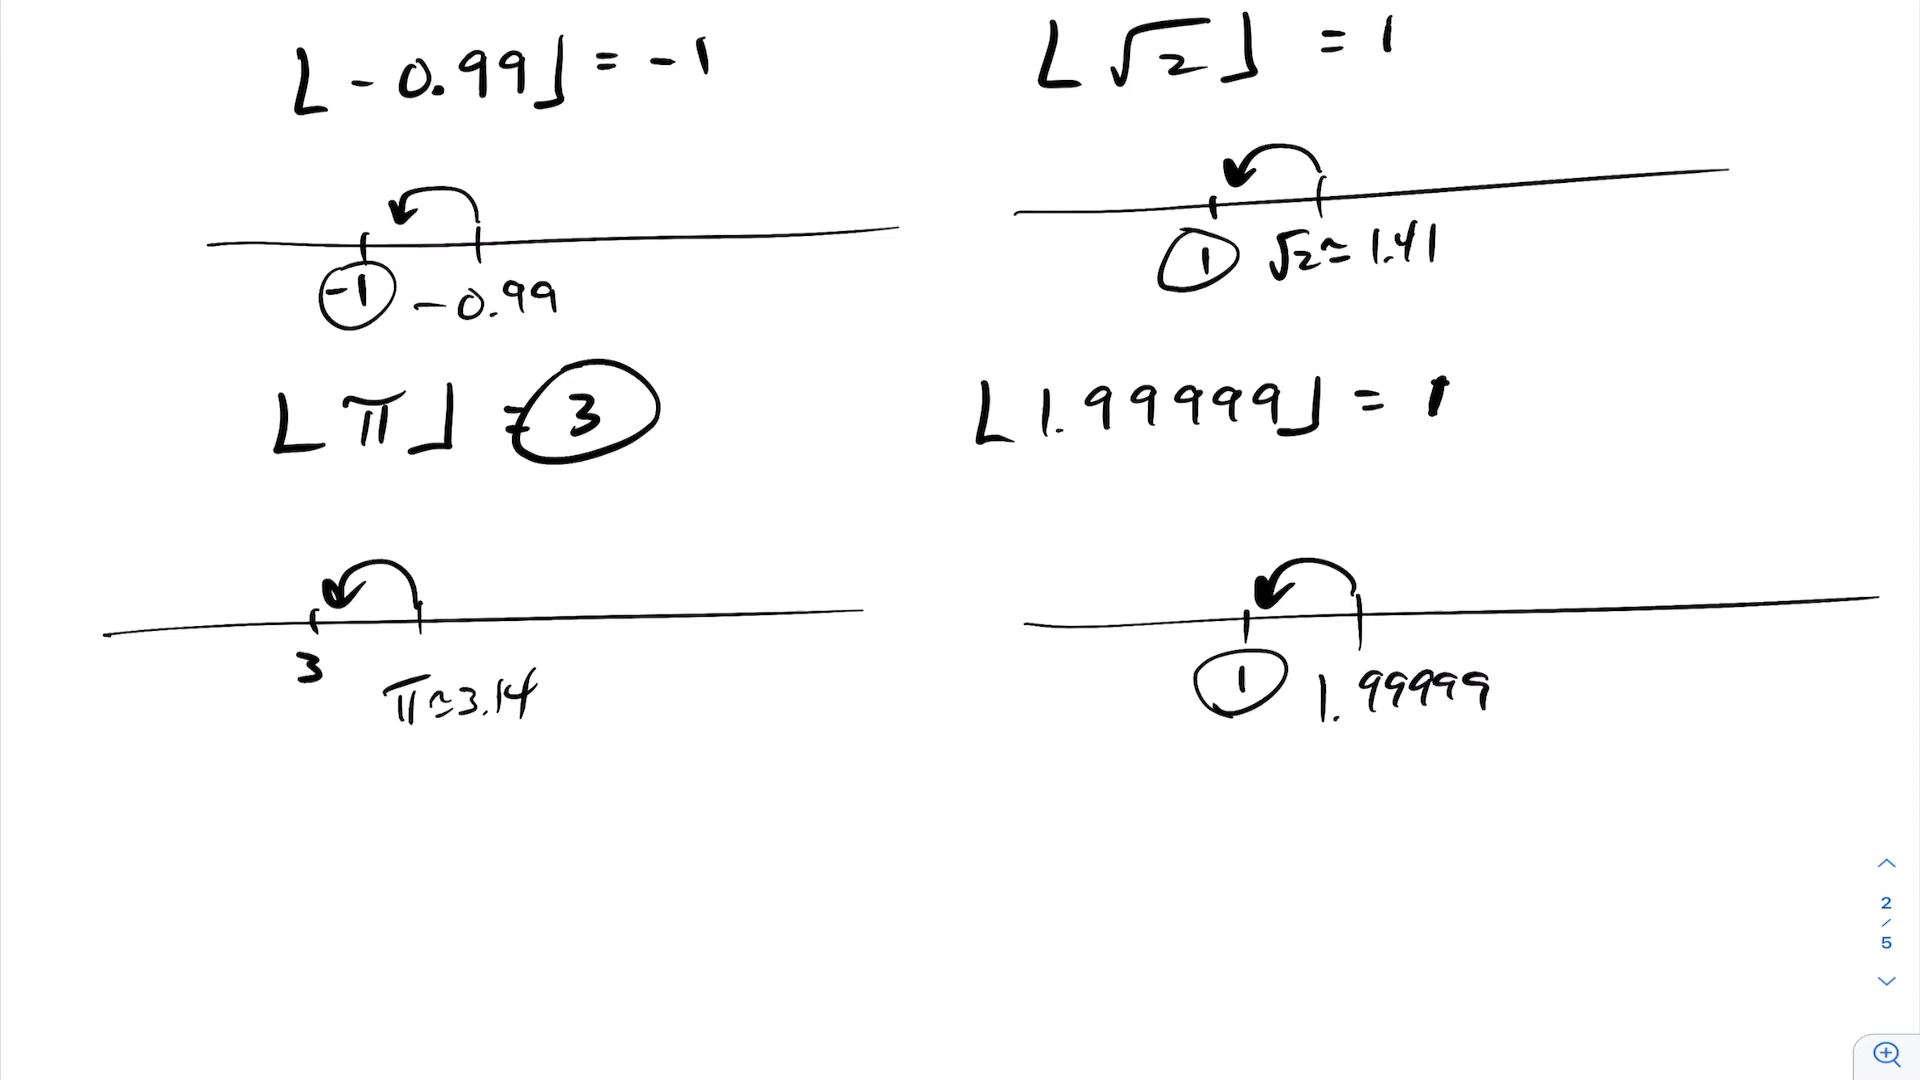 ⌊-0.99⌋ = -1
⌊√2⌋ = 1
-1 -0.99
1 √2 ≃ 1.41
⌊π⌋ = 3
⌊1.99999⌋ = 1
3 π ≃ 3.14
1 1.99999
2
/
5